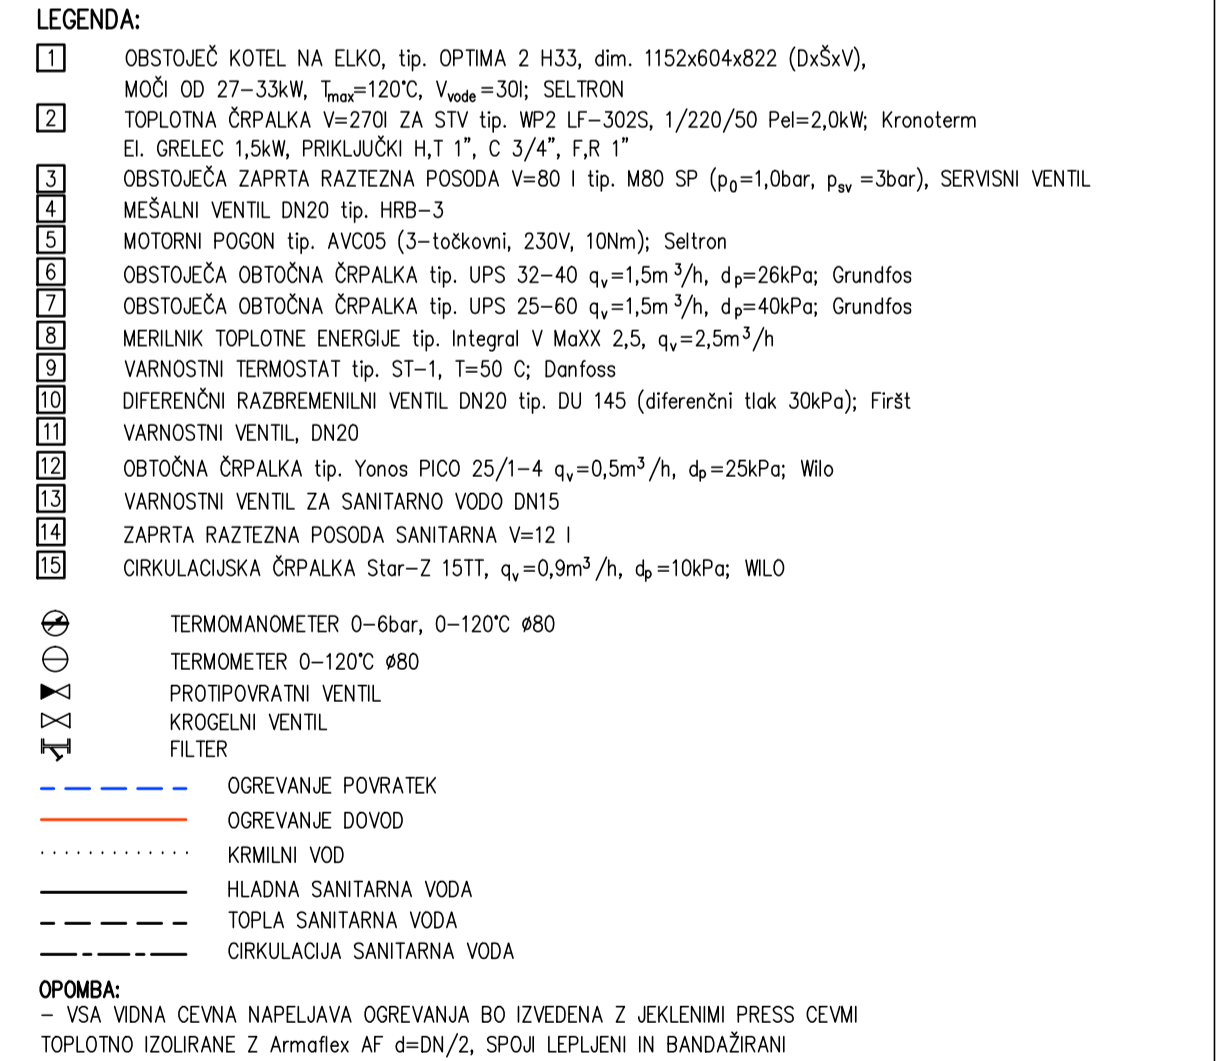 LEGENDA:
1 OBSTOJEČ KOTEL NA ELKO, tip. OPTIMA 2 H33, dim. 1152x604x822 (DxŠxV),
MOČI OD 27–33kW, Tmax=120°C, Vvode=30l; SELTRON
2 TOPLOTNA ČRPALKA V=270l ZA STV tip. WP2 LF–302S, 1/220/50 Pel=2,0kW; Kronoterm
El. GRELEC 1,5kW, PRIKLJUČKI H,T 1", C 3/4", F,R 1"
3 OBSTOJEČA ZAPRTA RAZTEZNA POSODA V=80 l tip. M80 SP (p0=1,0bar, psv =3bar), SERVISNI VENTIL
4 MEŠALNI VENTIL DN20 tip. HRB–3
5 MOTORNI POGON tip. AVC05 (3–točkovni, 230V, 10Nm); Seltron
6 OBSTOJEČA OBTOČNA ČRPALKA tip. UPS 32–40 qv=1,5m³/h, dp=26kPa; Grundfos
7 OBSTOJEČA OBTOČNA ČRPALKA tip. UPS 25–60 qv=1,5m³/h, dp=40kPa; Grundfos
8 MERILNIK TOPLOTNE ENERGIJE tip. Integral V MaXX 2,5, qv=2,5m³/h
9 VARNOSTNI TERMOSTAT tip. ST–1, T=50 C; Danfoss
10 DIFERENČNI RAZBREMENILNI VENTIL DN20 tip. DU 145 (diferenčni tlak 30kPa); Firšt
11 VARNOSTNI VENTIL, DN20
12 OBTOČNA ČRPALKA tip. Yonos PICO 25/1–4 qv=0,5m³/h, dp=25kPa; Wilo
13 VARNOSTNI VENTIL ZA SANITARNO VODO DN15
14 ZAPRTA RAZTEZNA POSODA SANITARNA V=12 l
15 CIRKULACIJSKA ČRPALKA Star–Z 15TT, qv=0,9m³/h, dp=10kPa; WILO
TERMOMANOMETER 0–6bar, 0–120°C ø80
TERMOMETER 0–120°C ø80
PROTIPOVRATNI VENTIL
KROGELNI VENTIL
FILTER
OGREVANJE POVRATEK
OGREVANJE DOVOD
KRMILNI VOD
HLADNA SANITARNA VODA
TOPLA SANITARNA VODA
CIRKULACIJA SANITARNA VODA
OPOMBA:
– VSA VIDNA CEVNA NAPELJAVA OGREVANJA BO IZVEDENA Z JEKLENIMI PRESS CEVMI
TOPLOTNO IZOLIRANE Z Armaflex AF d=DN/2, SPOJI LEPLJENI IN BANDAŽIRANI